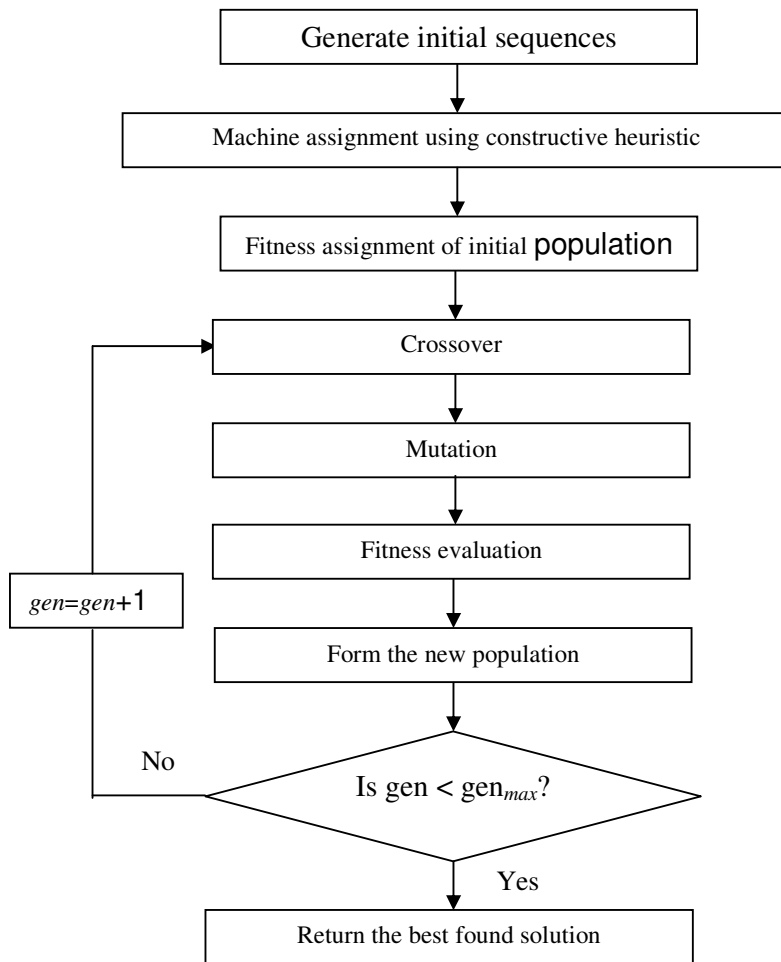 Generate initial sequences
Machine assignment using constructive heuristic
Fitness assignment of initial population
Crossover
Mutation
Fitness evaluation
gen=gen+1
Form the new population
No
Is gen < genmax?
Yes
Return the best found solution